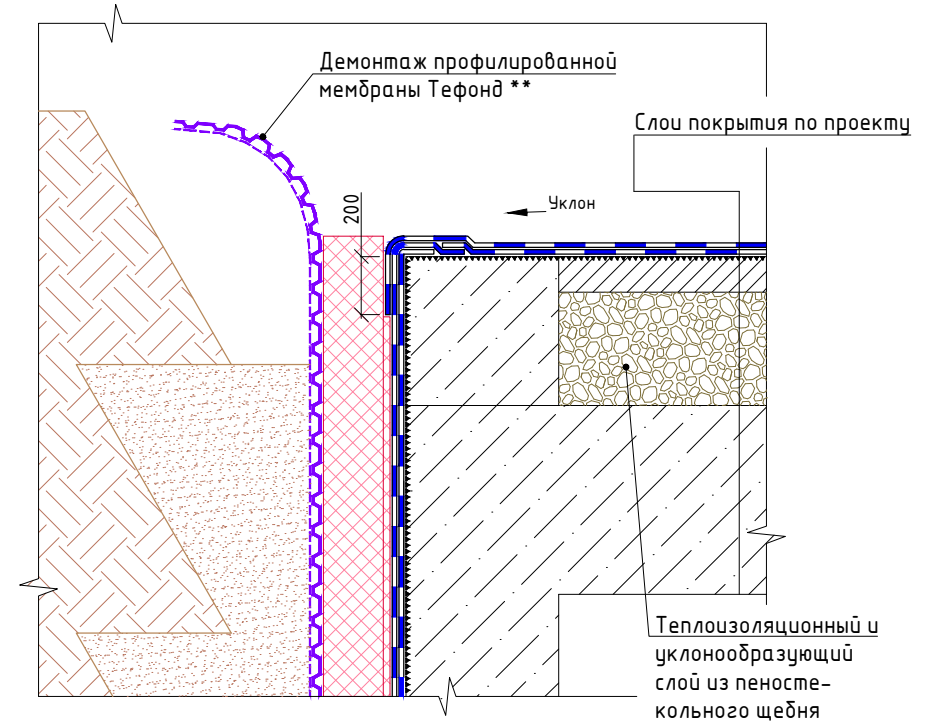 Демонтаж профилированной
мембраны Тефонд **
Слои покрытия по проекту
200
Уклон
Теплоизоляционный и
уклонообразующий
слой из пеносте-
кольного щебня